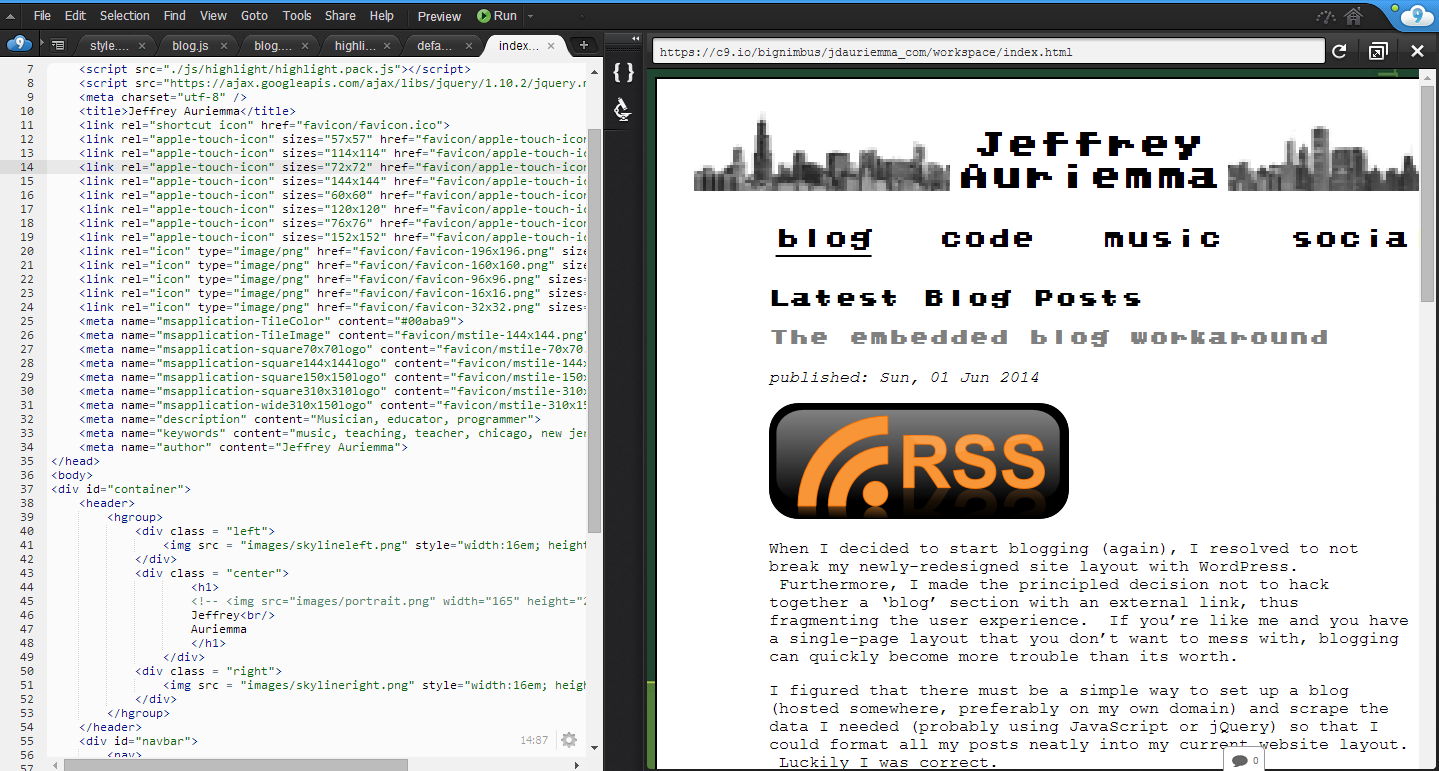 File Edit Selection Find View Goto Tools Share Help Preview Run
style.... blog.js blog.... highli... defa... index...
https://c9.io/bignimbus/jdauriemma_com/workspace/index.html
7 <script src="./js/highlight/highlight.pack.js"></script>
8 <script src="https://ajax.googleapis.com/ajax/libs/jquery/1.10.2/jquery.
9 <meta charset="utf-8" />
10 <title>Jeffrey Auriemma</title>
11 <link rel="shortcut icon" href="favicon/favicon.ico">
12 <link rel="apple-touch-icon" sizes="57x57" href="favicon/apple-touch-icon
13 <link rel="apple-touch-icon" sizes="114x114" href="favicon/apple-touch-ic
14 <link rel="apple-touch-icon" sizes="72x72" href="favicon/apple-touch-icon
15 <link rel="apple-touch-icon" sizes="144x144" href="favicon/apple-touch-ic
16 <link rel="apple-touch-icon" sizes="60x60" href="favicon/apple-touch-icon
17 <link rel="apple-touch-icon" sizes="120x120" href="favicon/apple-touch-ic
18 <link rel="apple-touch-icon" sizes="76x76" href="favicon/apple-touch-icon
19 <link rel="apple-touch-icon" sizes="152x152" href="favicon/apple-touch-ic
20 <link rel="icon" type="image/png" href="favicon/favicon-196x196.png" size
21 <link rel="icon" type="image/png" href="favicon/favicon-160x160.png" size
22 <link rel="icon" type="image/png" href="favicon/favicon-96x96.png" sizes=
23 <link rel="icon" type="image/png" href="favicon/favicon-16x16.png" sizes=
24 <link rel="icon" type="image/png" href="favicon/favicon-32x32.png" sizes=
25 <meta name="msapplication-TileColor" content="#00aba9">
26 <meta name="msapplication-TileImage" content="favicon/mstile-144x144.png"
27 <meta name="msapplication-square70x70logo" content="favicon/mstile-70x70
28 <meta name="msapplication-square144x144logo" content="favicon/mstile-144
29 <meta name="msapplication-square150x150logo" content="favicon/mstile-150
30 <meta name="msapplication-square310x310logo" content="favicon/mstile-310
31 <meta name="msapplication-wide310x150logo" content="favicon/mstile-310x15
32 <meta name="description" content="Musician, educator, programmer">
33 <meta name="keywords" content="music, teaching, teacher, chicago, new jer
34 <meta name="author" content="Jeffrey Auriemma">
35 </head>
36 <body>
37 <div id="container">
38 <header>
39 <hgroup>
40 <div class = "left">
41 <img src = "images/skylineleft.png" style="width:16em; height
42 </div>
43 <div class = "center">
44 <h1>
45 <!-- <img src="images/portrait.png" width="165" height="2
46 Jeffrey<br/>
47 Auriemma
48 </h1>
49 </div>
50 <div class = "right">
51 <img src = "images/skylineright.png" style="width:16em; heigh
52 </div>
53 </hgroup>
54 </header>
55 <div id="navbar">
56 <nav>
57
14:87
Jeffrey
Auriemma
blog code music socia
Latest Blog Posts
The embedded blog workaround
published: Sun, 01 Jun 2014
RSS
When I decided to start blogging (again), I resolved to not
break my newly-redesigned site layout with WordPress.
Furthermore, I made the principled decision not to hack
together a ‘blog’ section with an external link, thus
fragmenting the user experience. If you’re like me and you have
a single-page layout that you don’t want to mess with, blogging
can quickly become more trouble than its worth.
I figured that there must be a simple way to set up a blog
(hosted somewhere, preferably on my own domain) and scrape the
data I needed (probably using JavaScript or jQuery) so that I
could format all my posts neatly into my current website layout.
Luckily I was correct.
0